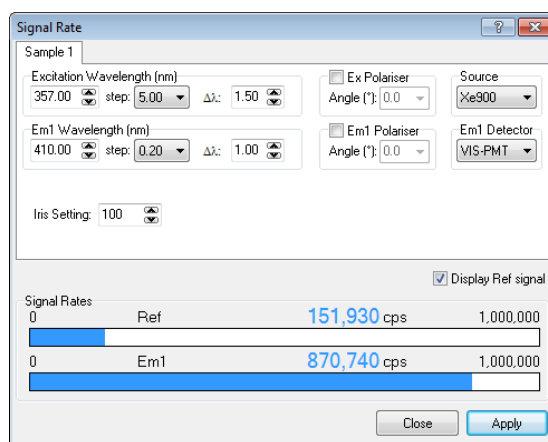 Signal Rate
Sample 1
Excitation Wavelength (nm) Ex Polariser Source
357.00 step: 5.00 Δλ: 1.50 Angle (°): 0.0 Xe900
Em1 Wavelength (nm) Em1 Polariser Em1 Detector
410.00 step: 0.20 Δλ: 1.00 Angle (°): 0.0 VIS-PMT
Iris Setting: 100
Display Ref signal
Signal Rates
0 Ref 151,930 cps 1,000,000
0 Em1 870,740 cps 1,000,000
Close Apply